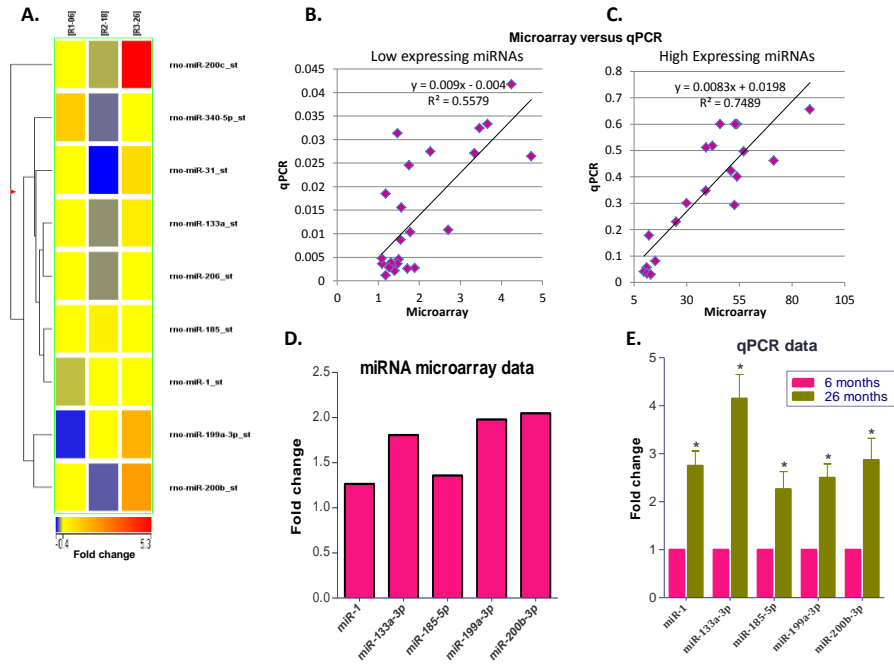 A.
[R1-06]
[R2-18]
[R3-26]
rno-miR-200c_st
rno-miR-340-5p_st
rno-miR-31_st
rno-miR-133a_st
rno-miR-206_st
rno-miR-185_st
rno-miR-1_st
rno-miR-199a-3p_st
rno-miR-200b_st
-0.4
5.3
Fold change
Microarray versus qPCR
B.
Low expressing miRNAs
y = 0.009x - 0.004
R² = 0.5579
qPCR
0.045
0.04
0.035
0.03
0.025
0.02
0.015
0.01
0.005
0
0 1 2 3 4 5
Microarray
C.
High Expressing miRNAs
y = 0.0083x + 0.0198
R² = 0.7489
qPCR
0.8
0.7
0.6
0.5
0.4
0.3
0.2
0.1
0
5 30 55 80 105
Microarray
D.
miRNA microarray data
Fold change
2.5
2.0
1.5
1.0
0.5
0.0
miR-1
miR-133a-3p
miR-185-5p
miR-199a-3p
miR-200b-3p
E.
qPCR data
6 months
26 months
Fold change
5
4
3
2
1
0
* * * * *
miR-1
miR-133a-3p
miR-185-5p
miR-199a-3p
miR-200b-3p